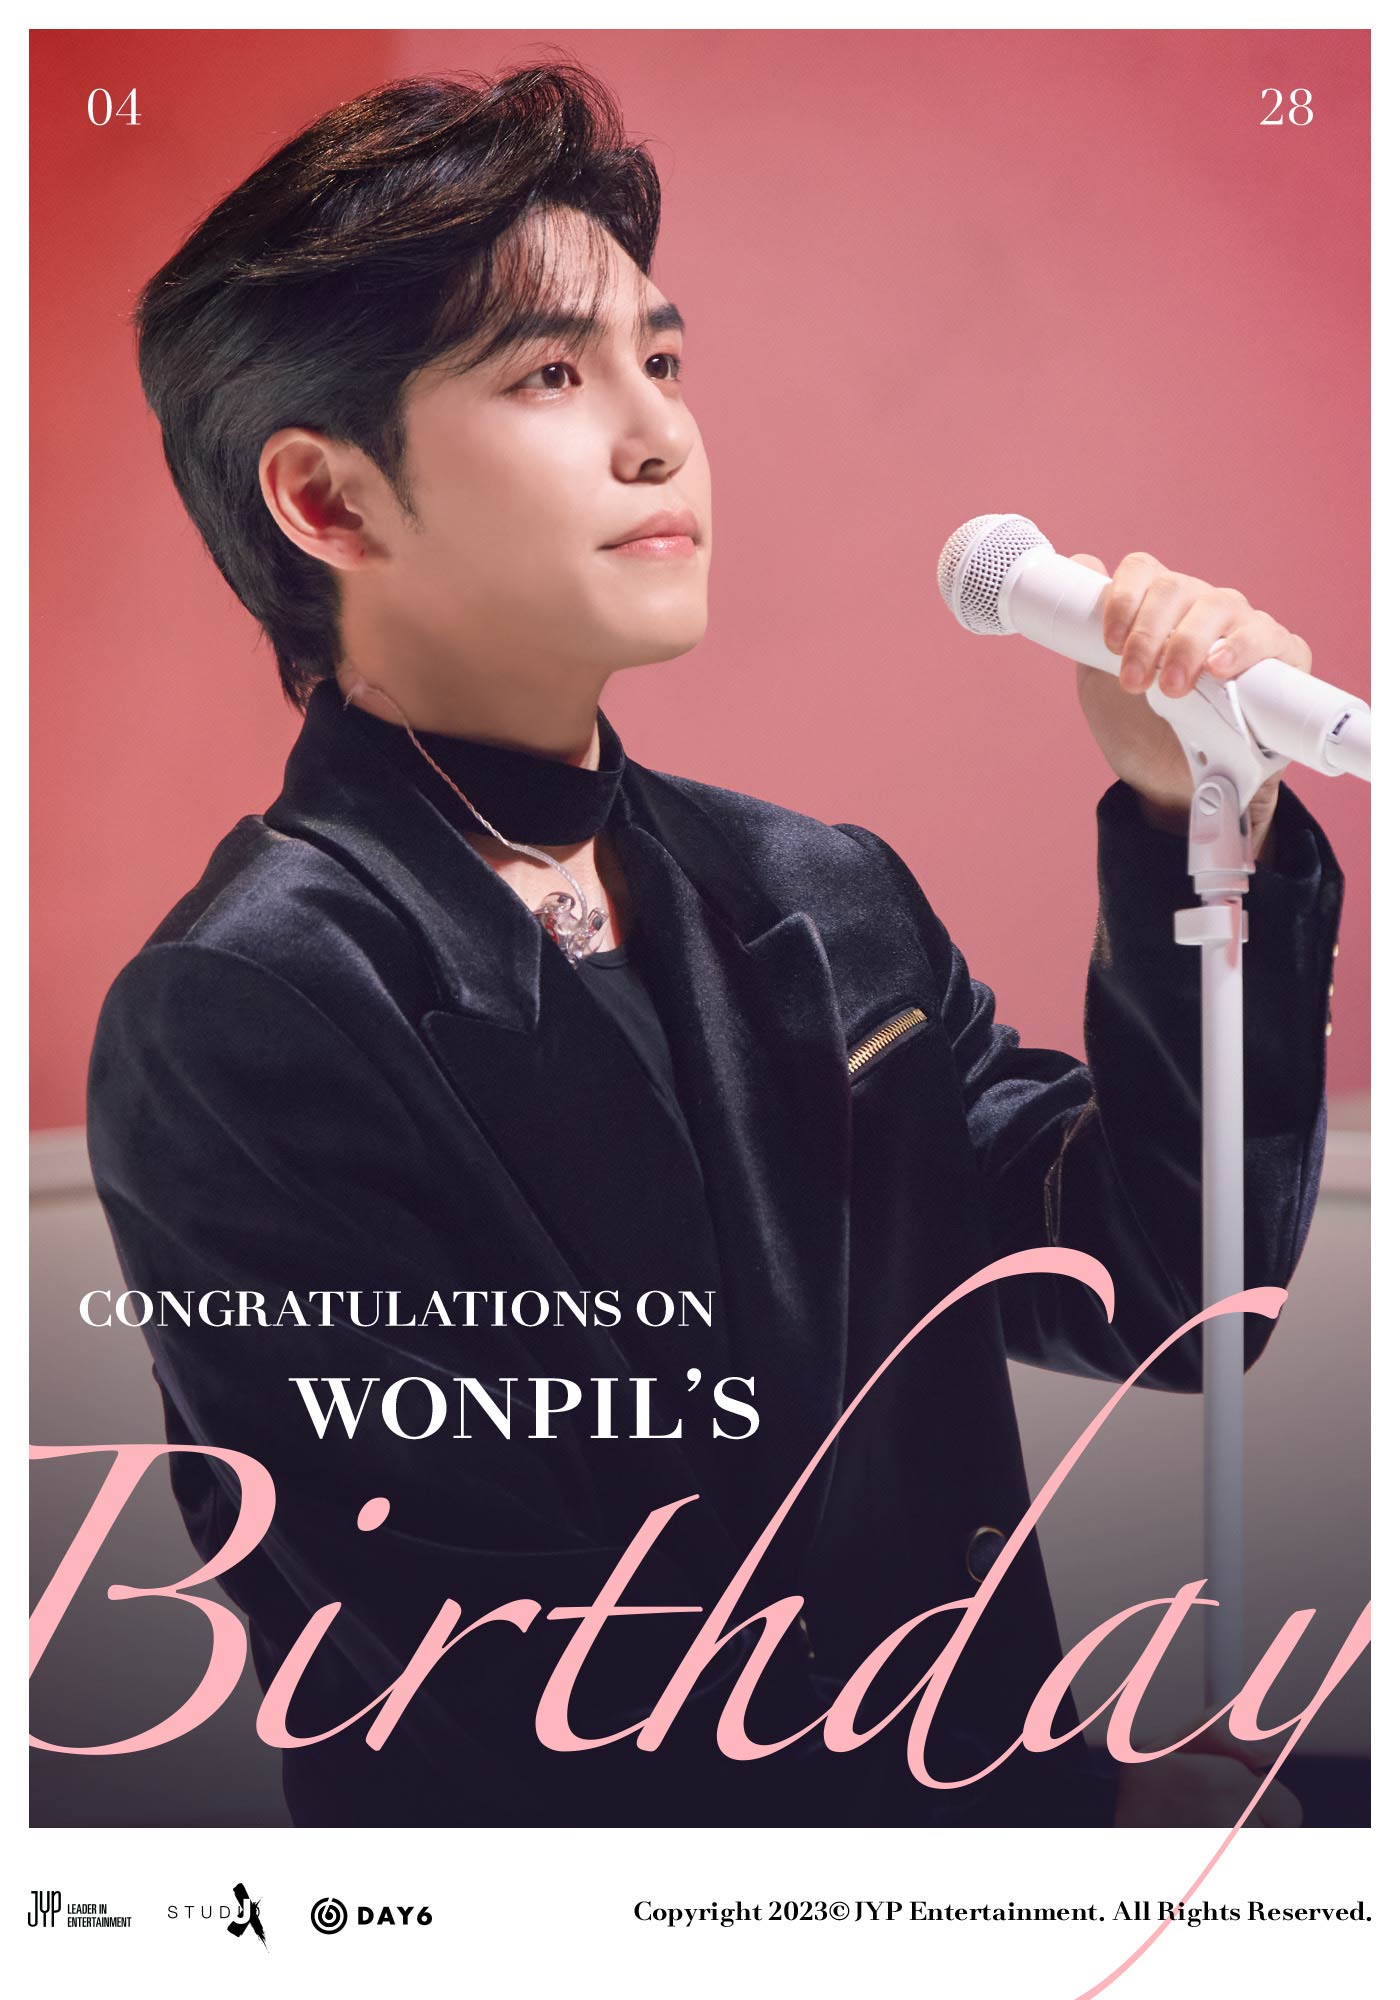 04 28
CONGRATULATIONS ON
WONPIL’S
Birthday
JYP LEADER IN
ENTERTAINMENT
STUDIO J
DAY6
Copyright 2023© JYP Entertainment. All Rights Reserved.